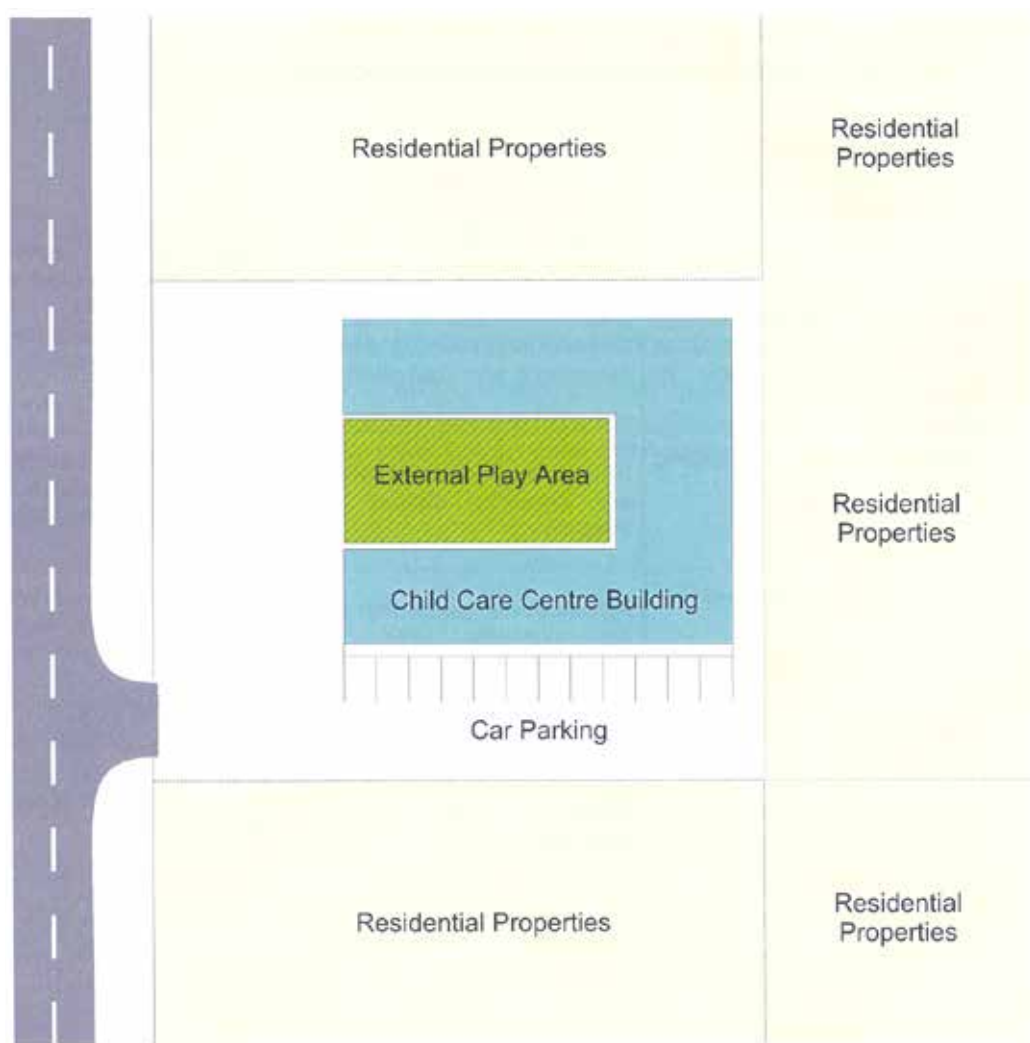 Residential Properties
Residential
Properties
External Play Area
Residential
Properties
Child Care Centre Building
Car Parking
Residential Properties
Residential
Properties